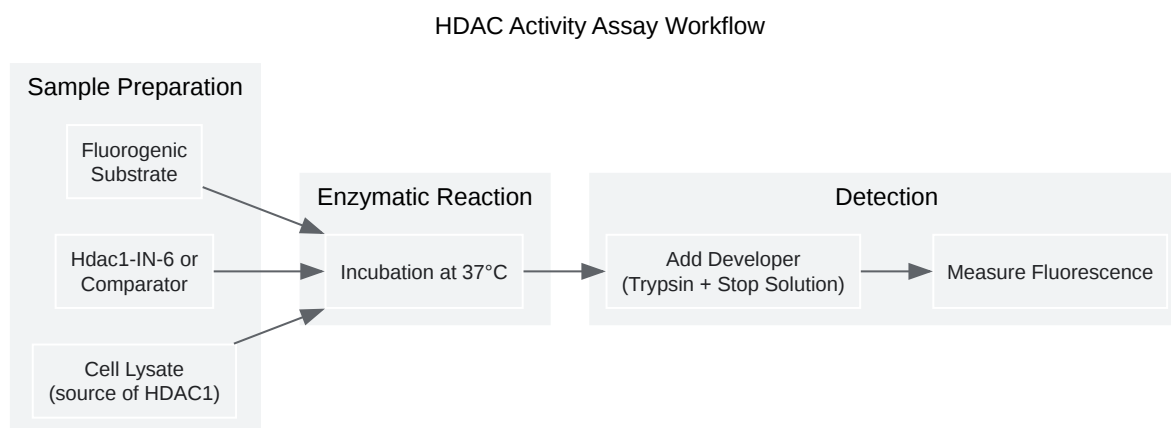 HDAC Activity Assay Workflow
Sample Preparation
Fluorogenic
Substrate
Hdac1-IN-6 or
Comparator
Cell Lysate
(source of HDAC1)
Enzymatic Reaction
Incubation at 37°C
Detection
Add Developer
(Trypsin + Stop Solution)
Measure Fluorescence